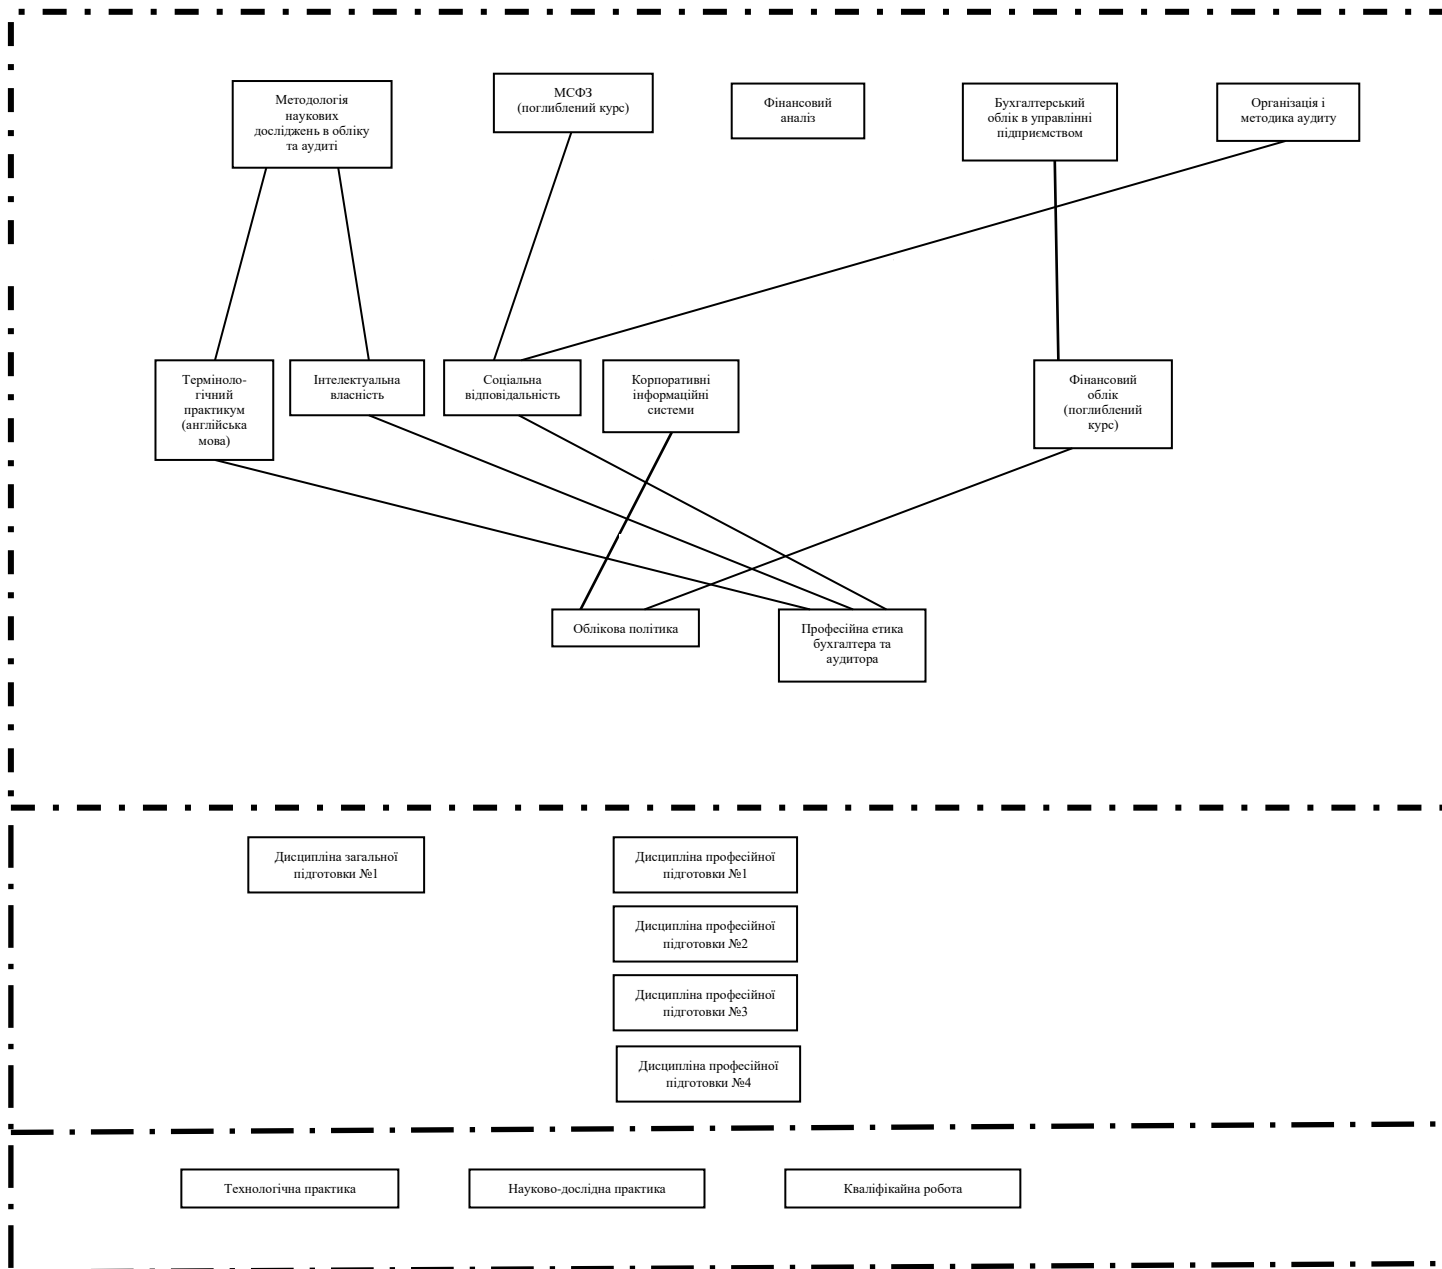 Методологія
наукових
досліджень в обліку
та аудиті
МСФЗ
(поглиблений курс)
Фінансовий
аналіз
Бухгалтерський
облік в управлінні
підприємством
Організація і
методика аудиту
Терміноло-
гічний
практикум
(англійська
мова)
Інтелектуальна
власність
Соціальна
відповідальність
Корпоративні
інформаційні
системи
Фінансовий
облік
(поглиблений
курс)
Облікова політика
Професійна етика
бухгалтера та
аудитора
Дисципліна загальної
підготовки №1
Дисципліна професійної
підготовки №1
Дисципліна професійної
підготовки №2
Дисципліна професійної
підготовки №3
Дисципліна професійної
підготовки №4
Технологічна практика
Науково-дослідна практика
Кваліфікайна робота